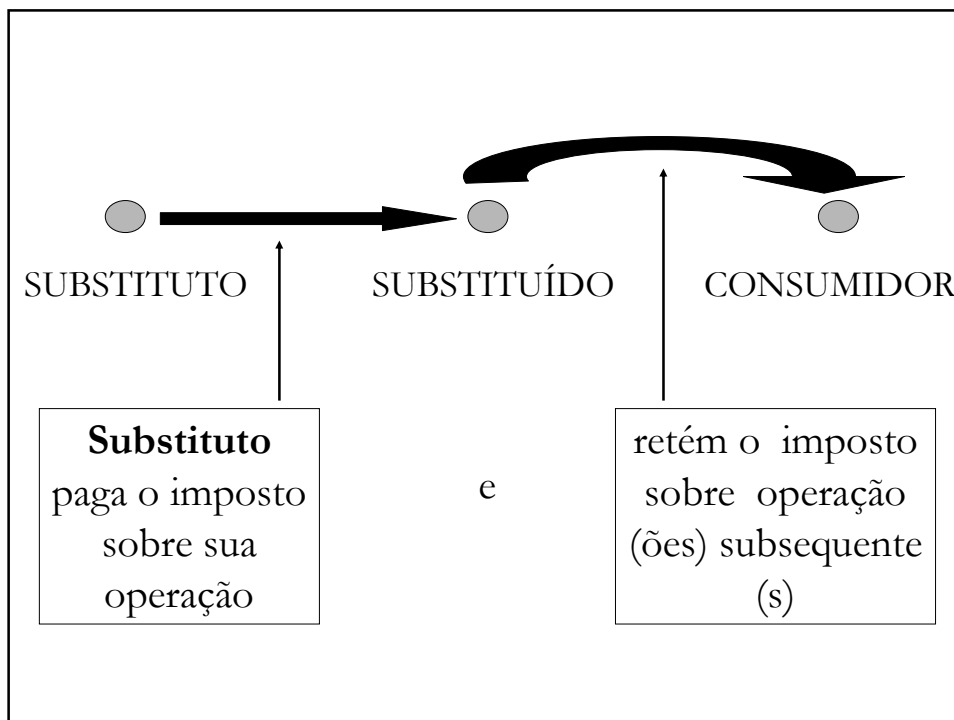 SUBSTITUTO SUBSTITUÍDO CONSUMIDOR
Substituto
paga o imposto
sobre sua
operação
e
retém o imposto
sobre operação
(ões) subsequente
(s)